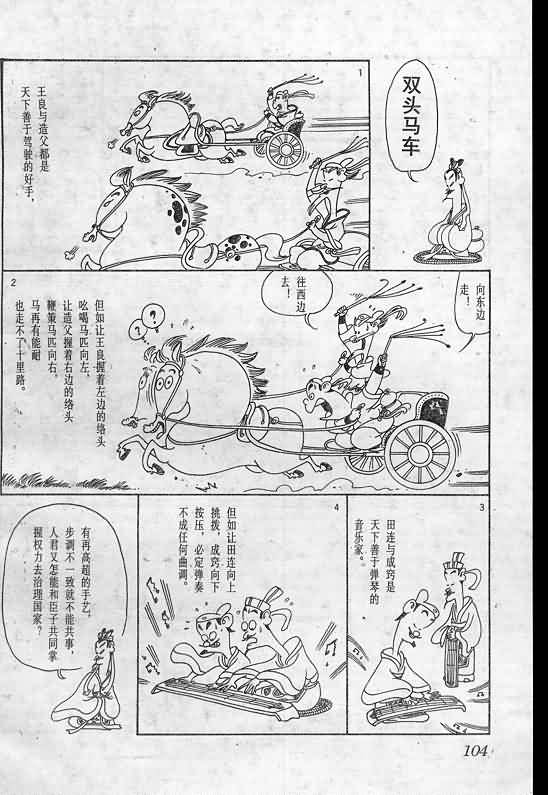 双头马车
1
王良与造父都是
天下善于驾驶的好手，
2
向东边
走！
往西边
去！
但如让王良握着左边的络头
吆喝马匹向左，
让造父握着右边的络头
鞭策马匹向右，
马再有能耐
也走不了十里路。
3
田连与成窍是
天下善于弹琴的
音乐家。
4
但如让田连向上
挑拨，成窍向下
按压，必定弹奏
不成任何曲调。
有再高超的手艺，
步调不一致就不能共事，
人君又怎能和臣子共同掌
握权力去治理国家？
104